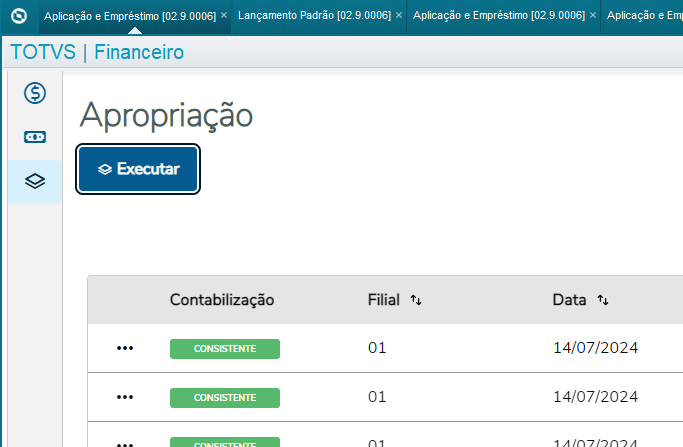 Aplicação e Empréstimo [02.9.0006] × Lançamento Padrão [02.9.0006] × Aplicação e Empréstimo [02.9.0006] × Aplicação e Emp
TOTVS | Financeiro
Apropriação
Executar
Contabilização Filial Data
CONSISTENTE 01 14/07/2024
CONSISTENTE 01 14/07/2024
CONSISTENTE 01 14/07/2024